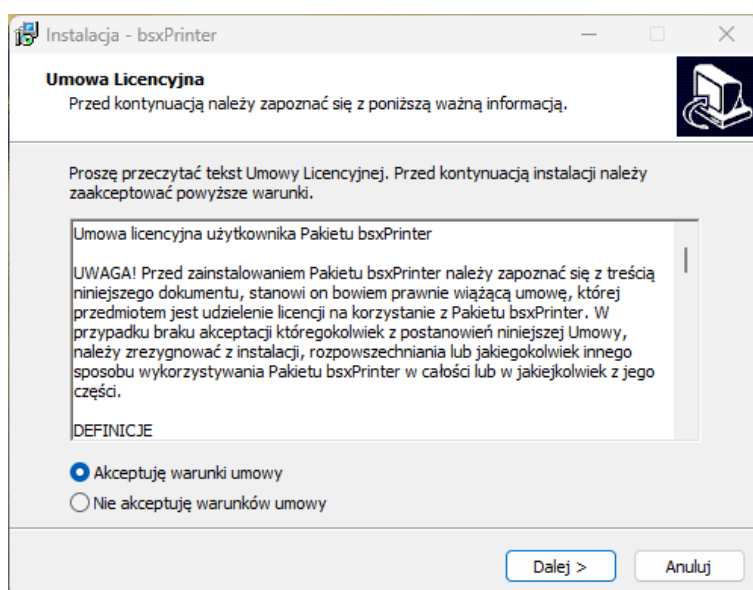 Instalacja - bsxPrinter
Umowa Licencyjna
Przed kontynuacją należy zapoznać się z poniższą ważną informacją.
Proszę przeczytać tekst Umowy Licencyjnej. Przed kontynuacją instalacji należy
zaakceptować powyższe warunki.
Umowa licencyjna użytkownika Pakietu bsxPrinter
UWAGA! Przed zainstalowaniem Pakietu bsxPrinter należy zapoznać się z treścią
niniejszego dokumentu, stanowi on bowiem prawnie wiążącą umowę, której
przedmiotem jest udzielenie licencji na korzystanie z Pakietu bsxPrinter. W
przypadku braku akceptacji któregokolwiek z postanowień niniejszej Umowy,
należy zrezygnować z instalacji, rozpowszechniania lub jakiegokolwiek innego
sposobu wykorzystywania Pakietu bsxPrinter w całości lub w jakiejkolwiek z jego
części.
DEFINICJE
Akceptuję warunki umowy
Nie akceptuję warunków umowy
Dalej >
Anuluj